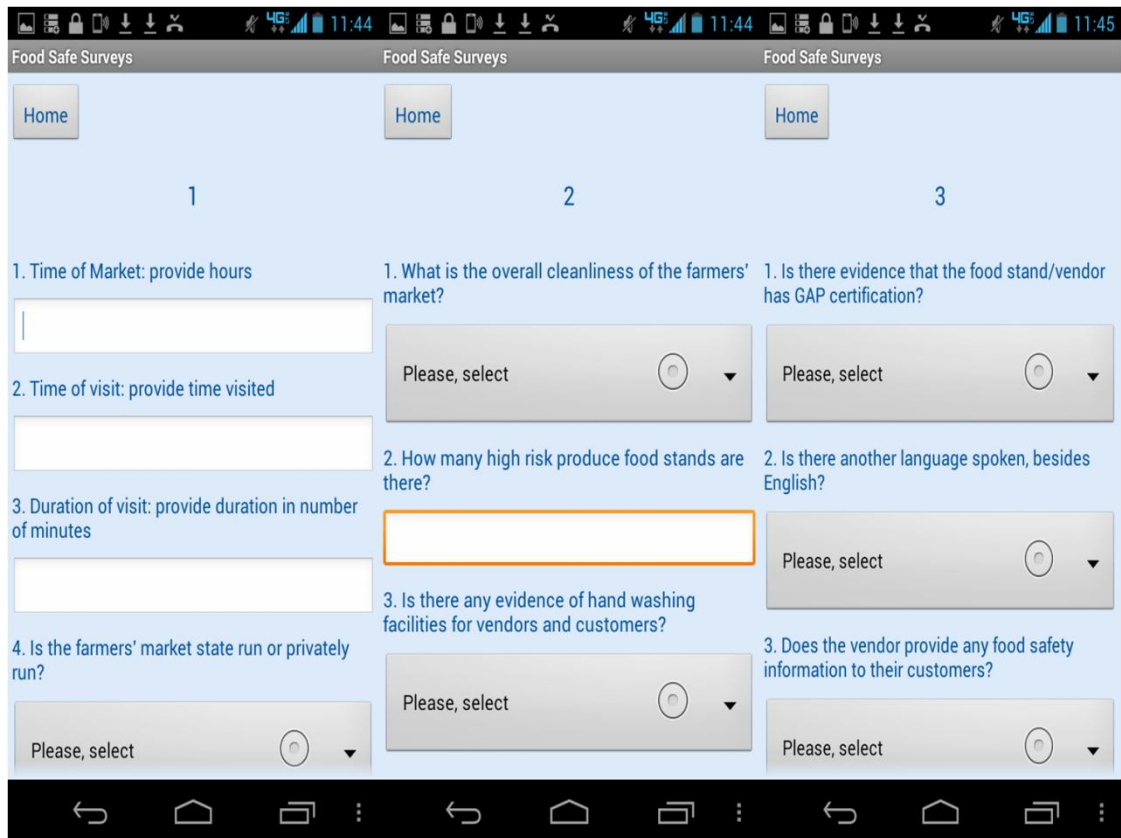 4G 11:44
Food Safe Surveys
Home
1
1. Time of Market: provide hours
2. Time of visit: provide time visited
3. Duration of visit: provide duration in number
of minutes
4. Is the farmers' market state run or privately
run?
Please, select
4G 11:44
Food Safe Surveys
Home
2
1. What is the overall cleanliness of the farmers'
market?
Please, select
2. How many high risk produce food stands are
there?
3. Is there any evidence of hand washing
facilities for vendors and customers?
Please, select
4G 11:45
Food Safe Surveys
Home
3
1. Is there evidence that the food stand/vendor
has GAP certification?
Please, select
2. Is there another language spoken, besides
English?
Please, select
3. Does the vendor provide any food safety
information to their customers?
Please, select